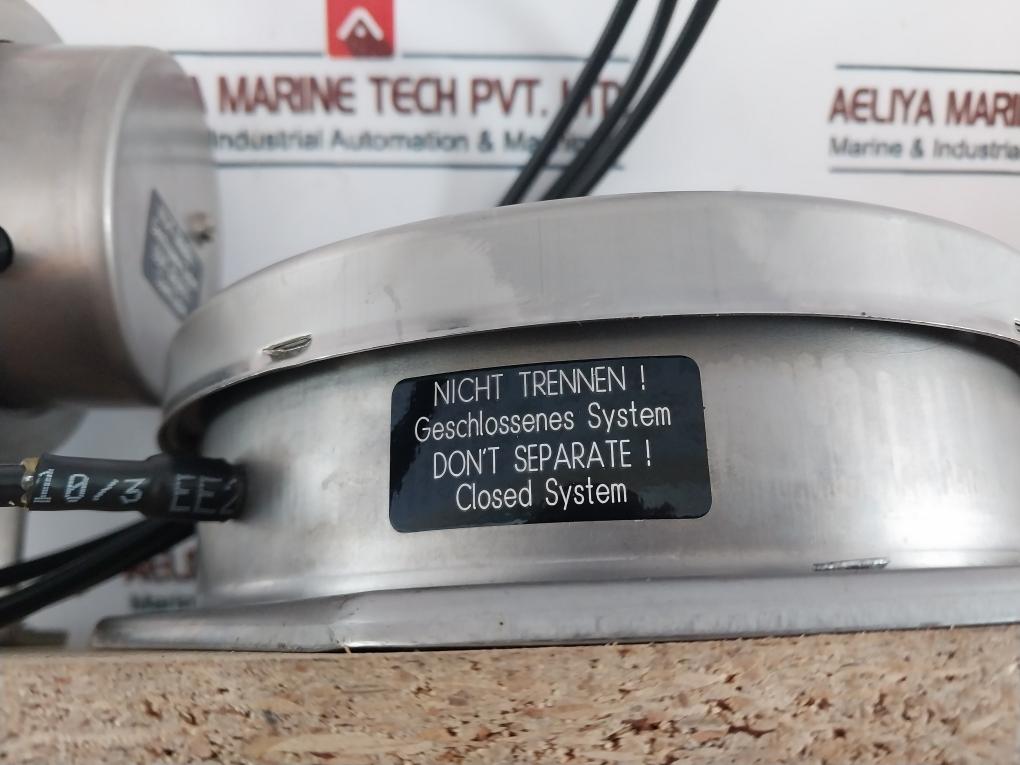 MARINE TECH PVT. LTD
Industrial Automation &
AELIYA MARIN
Marine & Industria
NICHT TRENNEN !
Geschlossenes System
DON'T SEPARATE !
Closed System
10/3 EE2